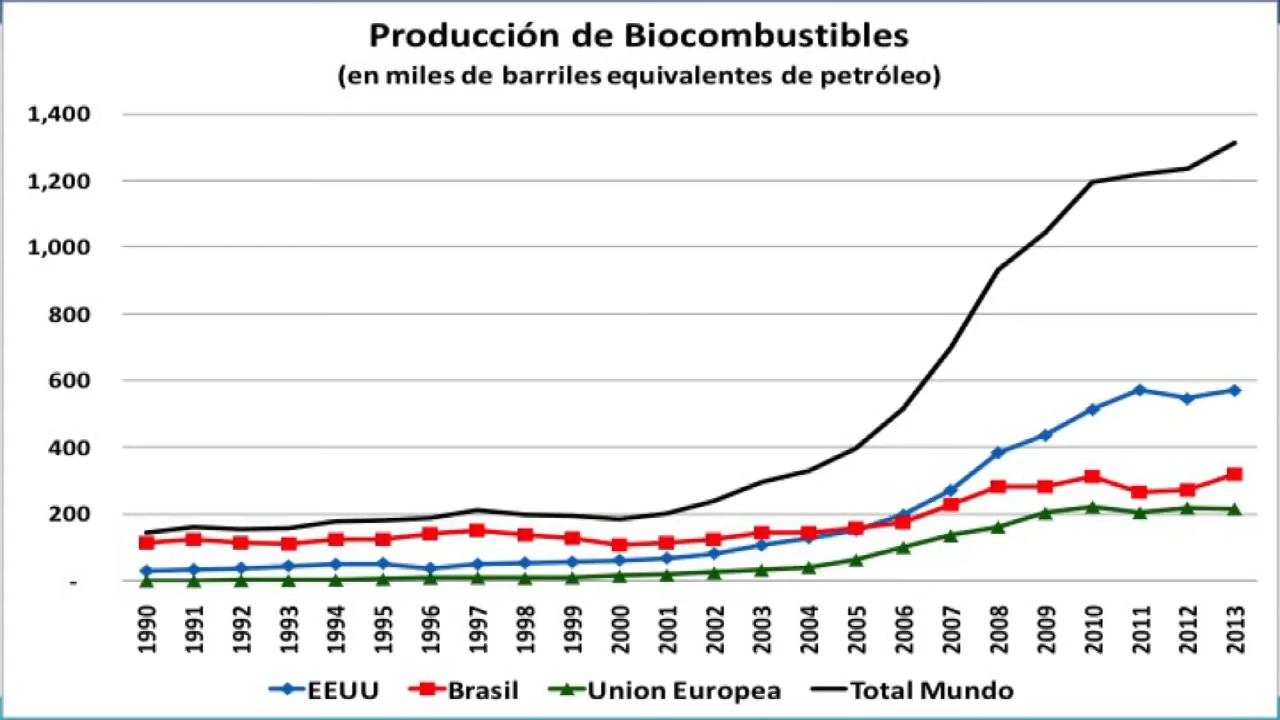 Producción de Biocombustibles
(en miles de barriles equivalentes de petróleo)
1,400
1,200
1,000
800
600
400
200
-
1990 1991 1992 1993 1994 1995 1996 1997 1998 1999 2000 2001 2002 2003 2004 2005 2006 2007 2008 2009 2010 2011 2012 2013
EEUU Brasil Union Europea Total Mundo